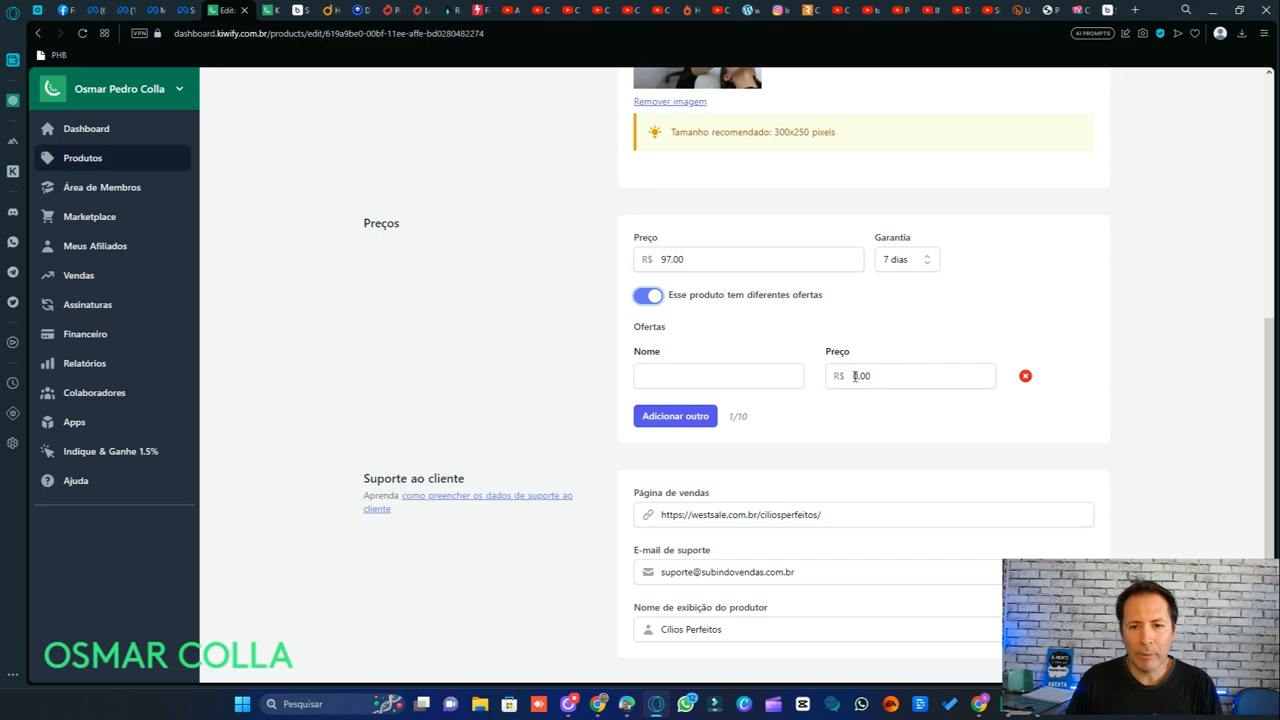 Edita
dashboard.kiwify.com.br/products/edit/619a9be0-00bf-11ee-affe-bd0280482274
VPN
AI PROMPTS
PHB
Osmar Pedro Colla
Dashboard
Produtos
Área de Membros
Marketplace
Meus Afiliados
Vendas
Assinaturas
Financeiro
Relatórios
Colaboradores
Apps
Indique & Ganhe 1.5%
Ajuda
Remover imagem
Tamanho recomendado: 300x250 pixels
Preços
Preço
Garantia
R$ 97.00
7 dias
Esse produto tem diferentes ofertas
Ofertas
Nome
Preço
R$ 0.00
Adicionar outro
1/10
Suporte ao cliente
Aprenda como preencher os dados de suporte ao
cliente
Página de vendas
https://westsale.com.br/ciliosperfeitos/
E-mail de suporte
suporte@subindovendas.com.br
Nome de exibição do produtor
Cílios Perfeitos
OSMAR COLLA
Pesquisar